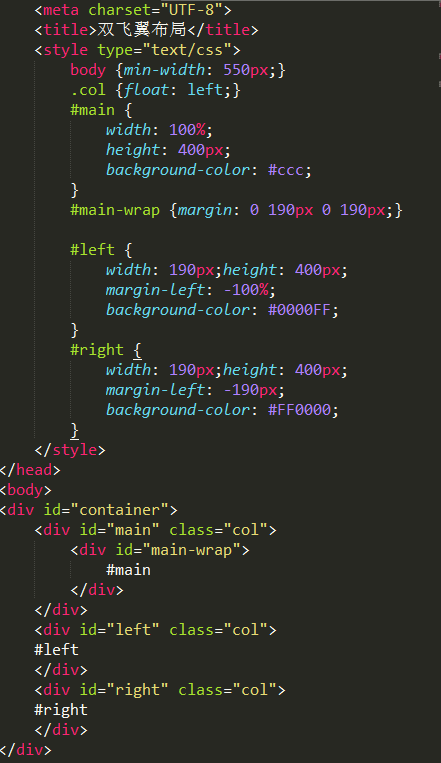 <meta charset="UTF-8">
<title>双飞翼布局</title>
<style type="text/css">
body {min-width: 550px;}
.col {float: left;}
#main {
width: 100%;
height: 400px;
background-color: #ccc;
}
#main-wrap {margin: 0 190px 0 190px;}
#left {
width: 190px;height: 400px;
margin-left: -100%;
background-color: #0000FF;
}
#right {
width: 190px;height: 400px;
margin-left: -190px;
background-color: #FF0000;
}
</style>
</head>
<body>
<div id="container">
<div id="main" class="col">
<div id="main-wrap">
#main
</div>
</div>
<div id="left" class="col">
#left
</div>
<div id="right" class="col">
#right
</div>
</div>